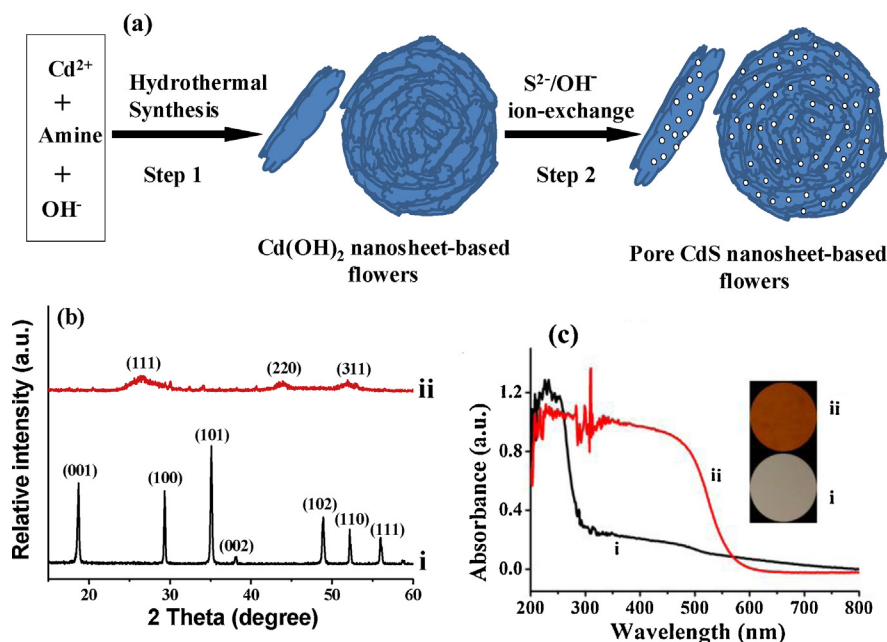 (a)
Cd²⁺
+
Amine
+
OH⁻
Hydrothermal
Synthesis
Step 1
Cd(OH)₂ nanosheet-based
flowers
S²⁻/OH⁻
ion-exchange
Step 2
Pore CdS nanosheet-based
flowers
(b)
Relative intensity (a.u.)
(111)
(220)
(311)
ii
(001)
(100)
(101)
(002)
(102)
(110)
(111)
i
20
30
40
50
60
2 Theta (degree)
(c)
Absorbance (a.u.)
1.2
0.8
0.4
0.0
ii
i
ii
i
200 300 400 500 600 700 800
Wavelength (nm)